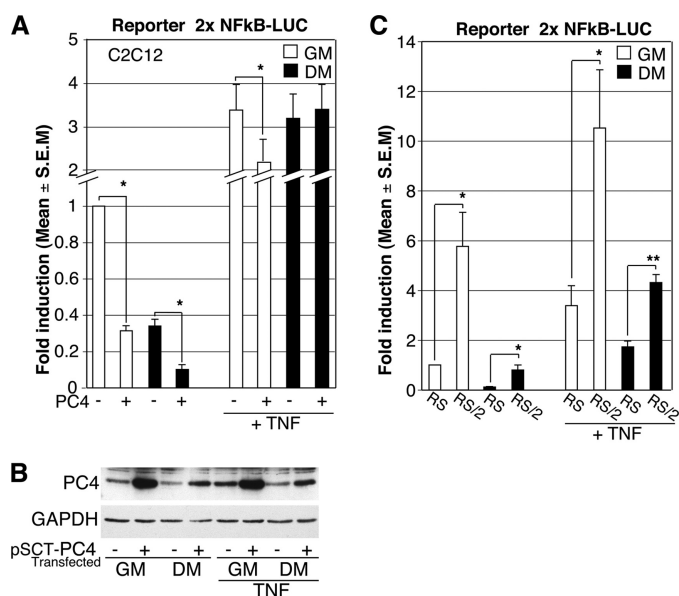 A
Reporter 2x NFkB-LUC
C2C12
GM
DM
Fold induction (Mean ± S.E.M)
5
4
3
2
1
0.8
0.6
0.4
0.2
0
*
*
*
PC4 - + - + - + - +
+ TNF
B
PC4
GAPDH
pSCT-PC4 - + - + - + - +
Transfected
GM DM GM DM
TNF
C
Reporter 2x NFkB-LUC
GM
DM
Fold induction (Mean ± S.E.M)
14
12
10
8
6
4
2
0
*
*
*
**
RS RS/2 RS RS/2 RS RS/2 RS RS/2
+ TNF